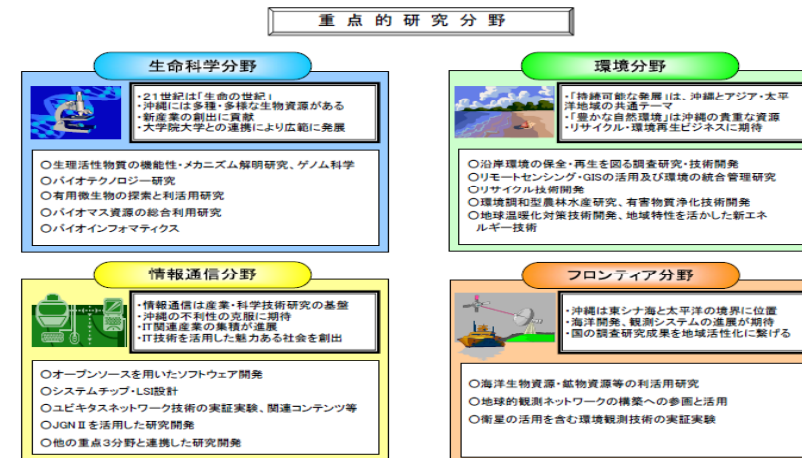 重点的研究分野
生命科学分野
・21世紀は「生命の世紀」
・沖縄には多種・多様な生物資源がある
・新産業の創出に貢献
・大学院大学との連携により広範に発展
○生理活性物質の機能性・メカニズム解明研究、ゲノム科学
○バイオテクノロジー研究
○有用微生物の探索と利活用研究
○バイオマス資源の総合利用研究
○バイオインフォマティクス
環境分野
・「持続可能な発展」は、沖縄とアジア・太平
洋地域の共通テーマ
・「豊かな自然環境」は沖縄の貴重な資源
・リサイクル・環境再生ビジネスに期待
○沿岸環境の保全・再生を図る調査研究・技術開発
○リモートセンシング・GISの活用及び環境の統合管理研究
○リサイクル技術開発
○環境調和型農林水産研究、有害物質浄化技術開発
○地球温暖化対策技術開発、地域特性を活かした新エネ
ルギー技術
情報通信分野
・情報通信は産業・科学技術研究の基盤
・沖縄の不利性の克服に期待
・IT関連産業の集積が進展
・IT技術を活用した魅力ある社会を創出
○オープンソースを用いたソフトウェア開発
○システムチップ・LSI設計
○ユビキタスネットワーク技術の実証実験、関連コンテンツ等
○JGNⅡを活用した研究開発
○他の重点3分野と連携した研究開発
フロンティア分野
・沖縄は東シナ海と太平洋の境界に位置
・海洋開発、観測システムの進展が期待
・国の調査研究成果を地域活性化に繋げる
○海洋生物資源・鉱物資源等の利活用研究
○地球的観測ネットワークの構築への参画と活用
○衛星の活用を含む環境観測技術の実証実験